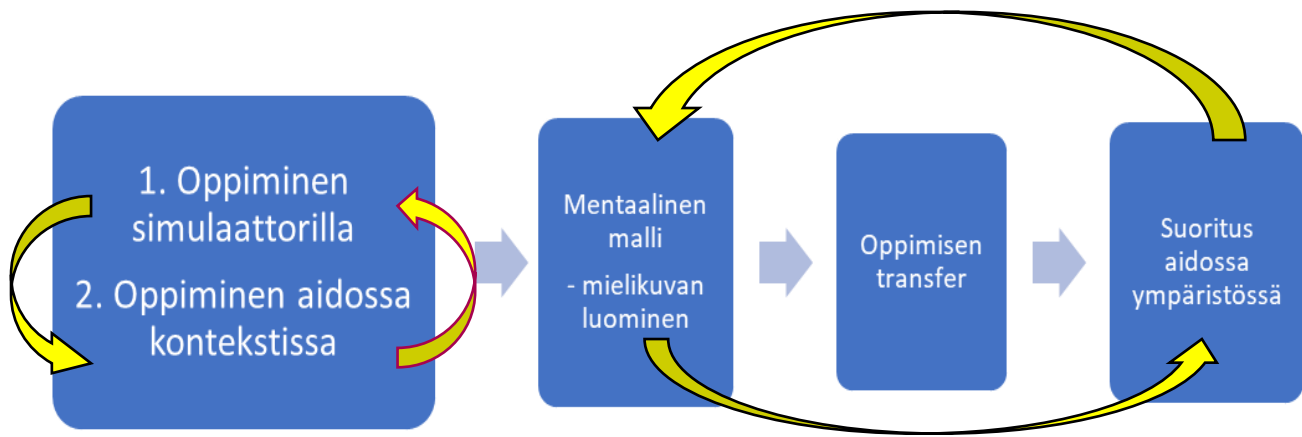 1. Oppiminen
simulaattorilla
2. Oppiminen aidossa
kontekstissa
Mentaalinen
malli
- mielikuvan
luominen
Oppimisen
transfer
Suoritus
aidossa
ympäristössä